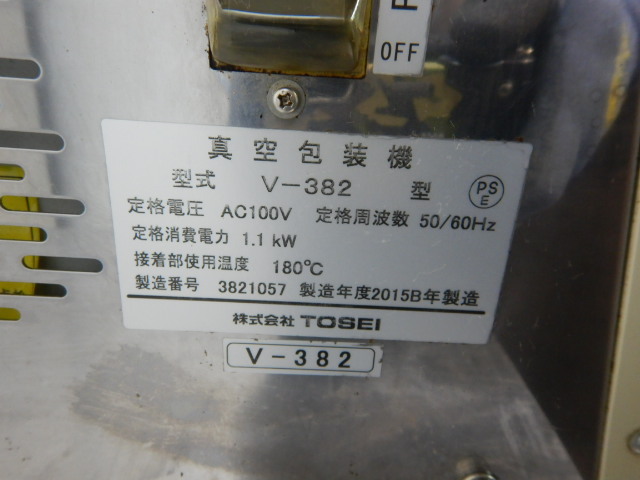 OFF
真空包装機
型式 V-382 型 PSE
定格電圧 AC100V 定格周波数 50/60Hz
定格消費電力 1.1 kW
接着部使用温度 180℃
製造番号 3821057 製造年度2015B年製造
株式会社 TOSEI
V-382